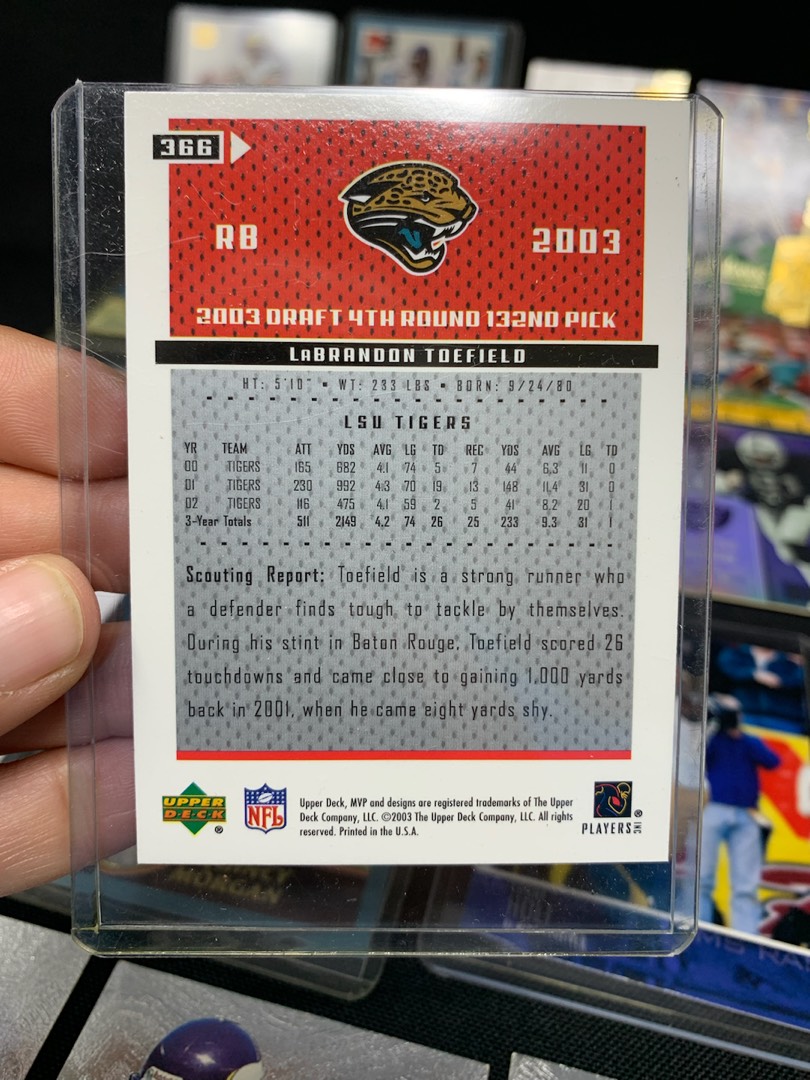 366
RB
2003
2003 DRAFT 4TH ROUND 132ND PICK
LaBRANDON TOEFIELD
HT: 5'10" • WT: 233 LBS • BORN: 9/24/80
LSU TIGERS
YR TEAM ATT YDS AVG LG TD REC YDS AVG LG TD
00 TIGERS 165 682 4.1 74 5 7 44 6.3 11 0
01 TIGERS 230 992 4.3 70 19 13 148 11.4 31 0
02 TIGERS 116 475 4.1 59 2 5 41 8.2 20 1
3-Year Totals 511 2149 4.2 74 26 25 233 9.3 31 1
Scouting Report: Toefield is a strong runner who
a defender finds tough to tackle by themselves.
During his stint in Baton Rouge, Toefield scored 26
touchdowns and came close to gaining 1,000 yards
back in 2001, when he came eight yards shy.
UPPER
DECK
®
NFL
Upper Deck, MVP and designs are registered trademarks of The Upper
Deck Company, LLC. ©2003 The Upper Deck Company, LLC. All rights
reserved. Printed in the U.S.A.
PLAYERS INC ®
MORGAN